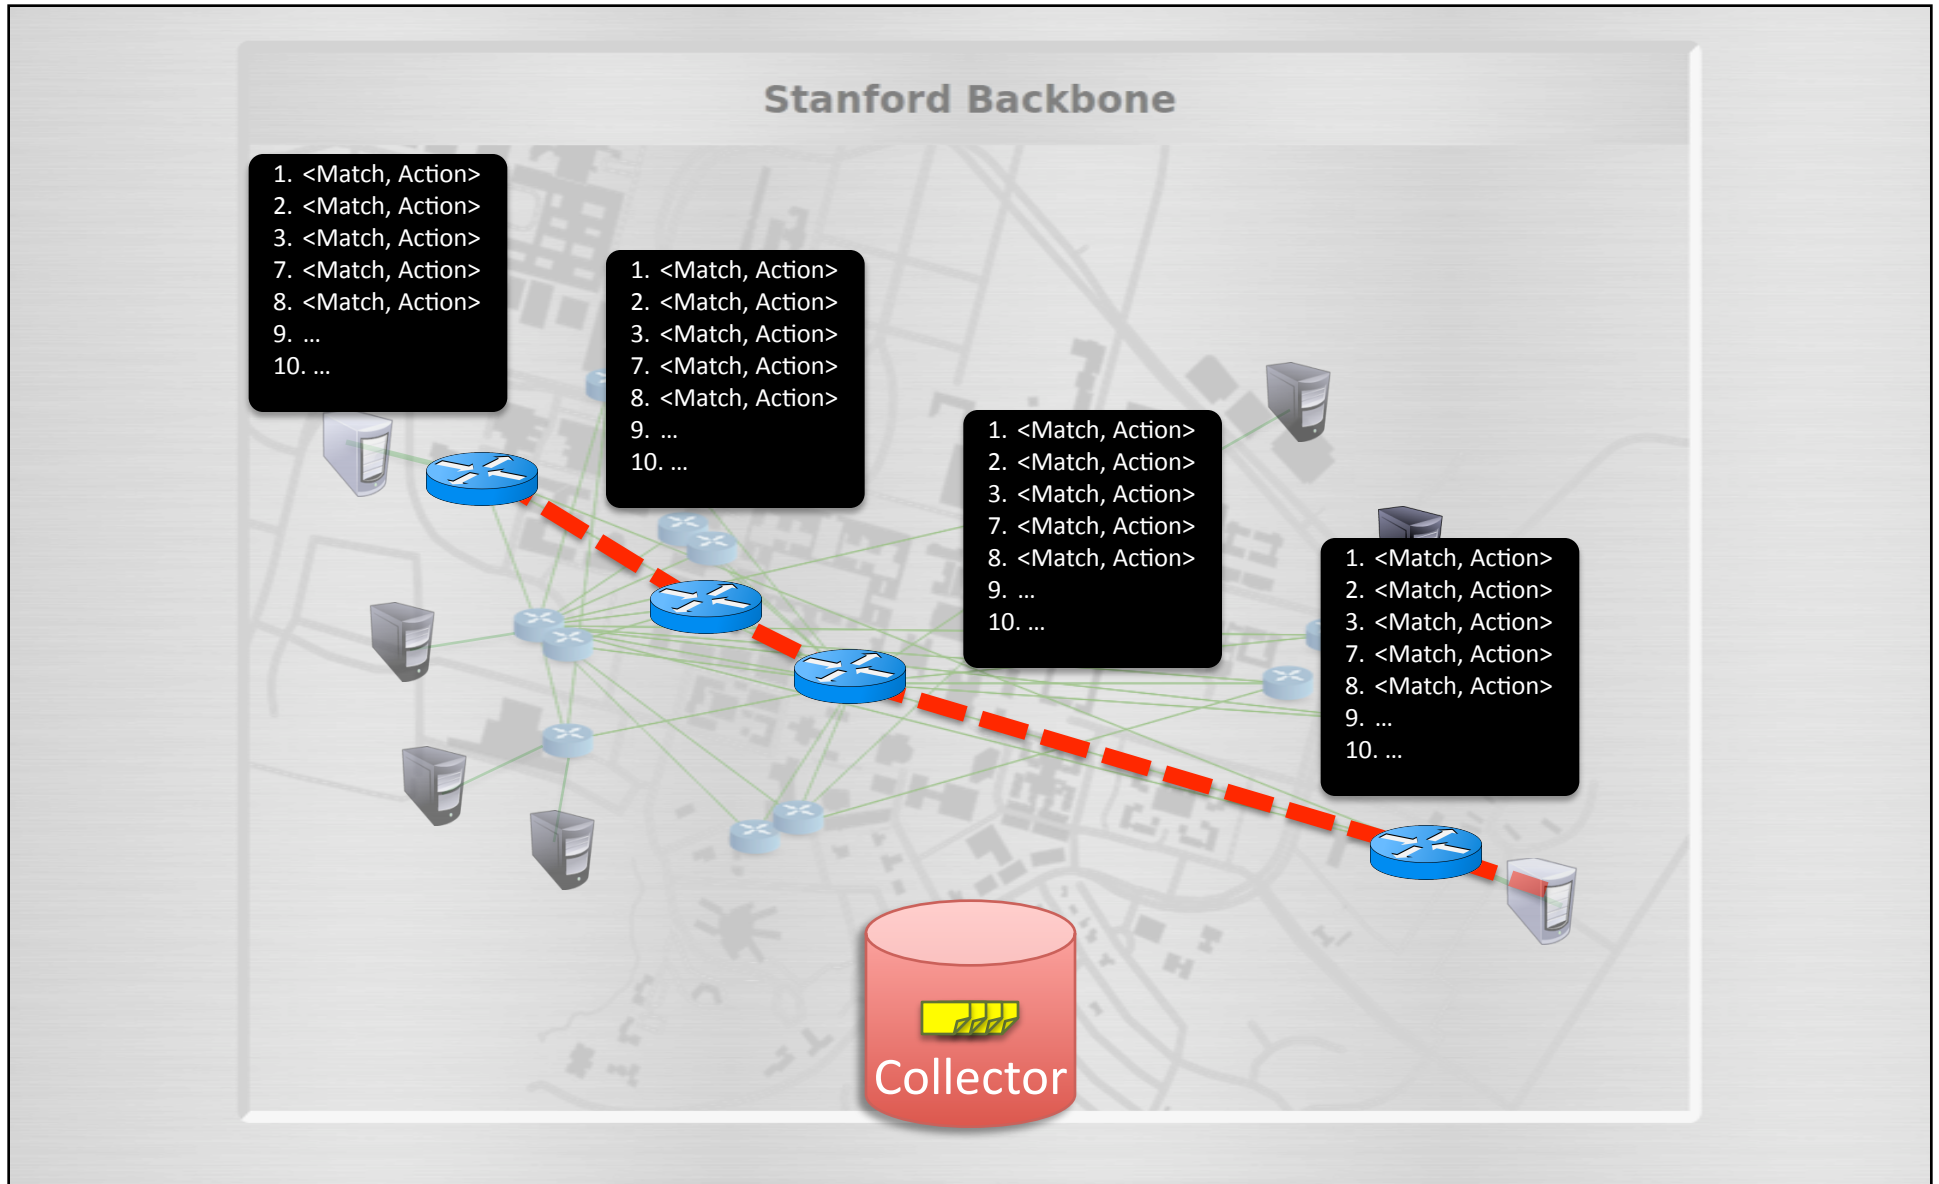 Stanford Backbone
1. <Match, Action>
2. <Match, Action>
3. <Match, Action>
7. <Match, Action>
8. <Match, Action>
9. ...
10. ...
1. <Match, Action>
2. <Match, Action>
3. <Match, Action>
7. <Match, Action>
8. <Match, Action>
9. ...
10. ...
1. <Match, Action>
2. <Match, Action>
3. <Match, Action>
7. <Match, Action>
8. <Match, Action>
9. ...
10. ...
1. <Match, Action>
2. <Match, Action>
3. <Match, Action>
7. <Match, Action>
8. <Match, Action>
9. ...
10. ...
Collector